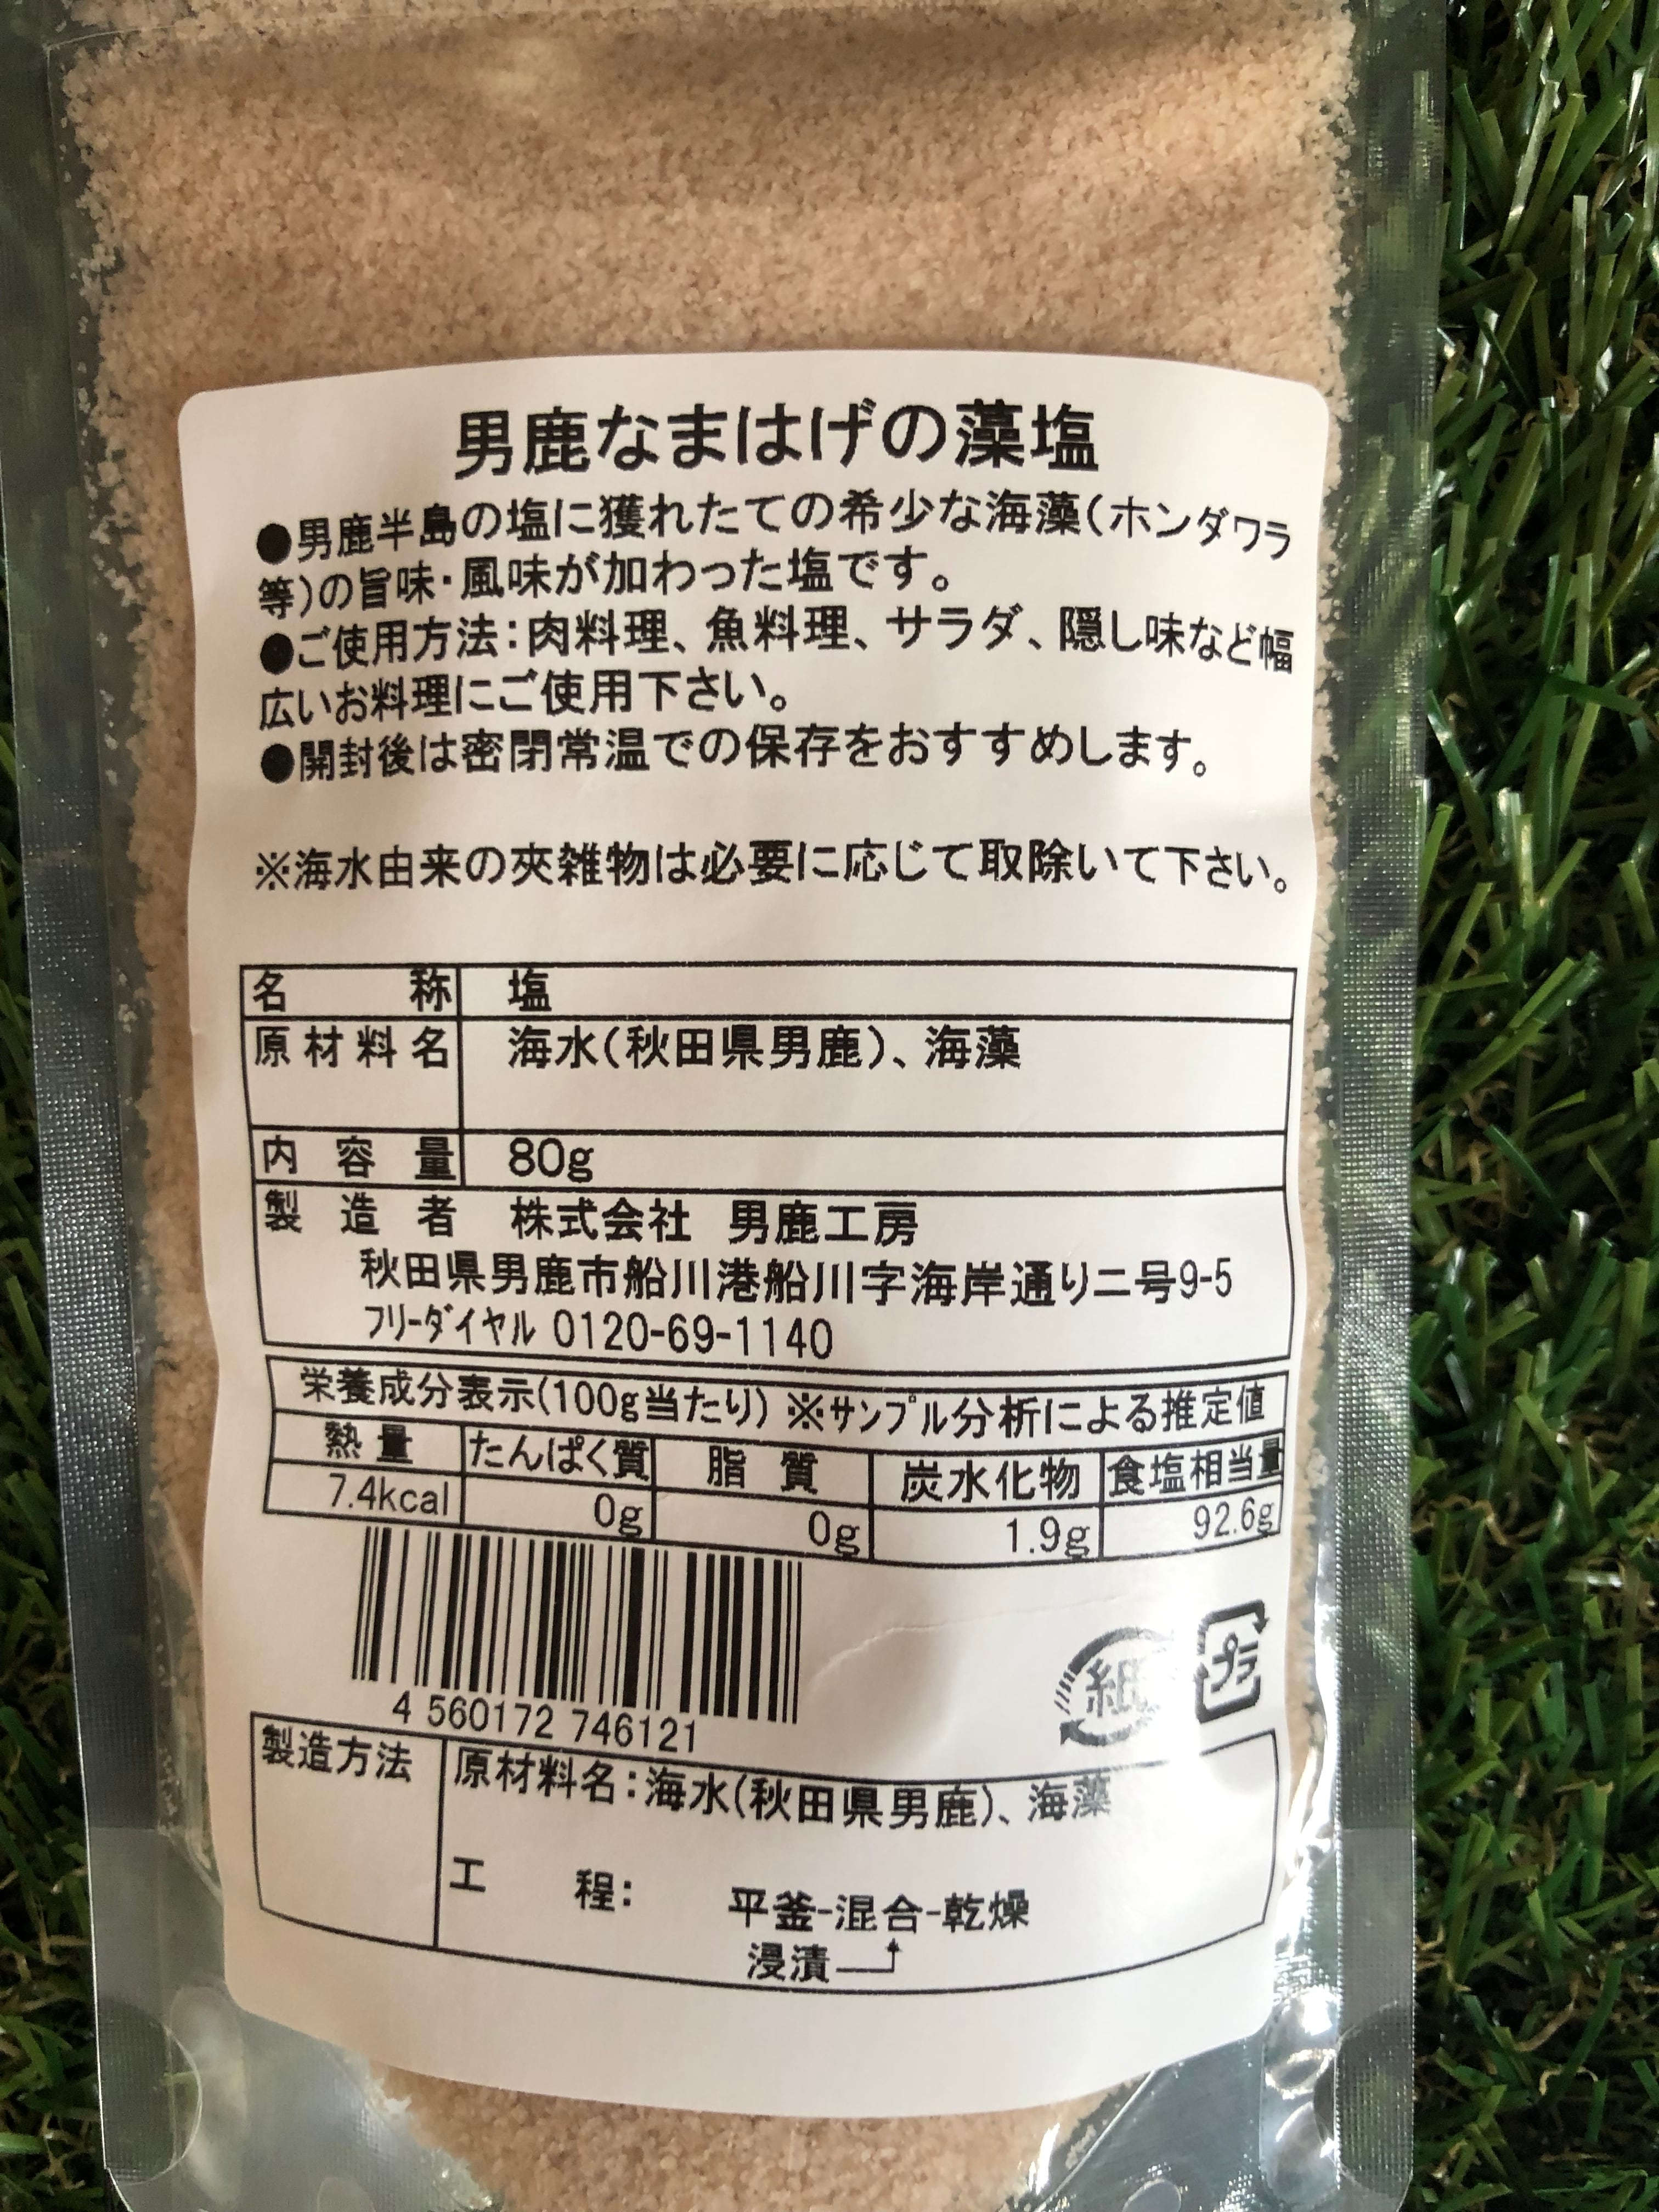 男鹿なまはげの藻塩
●男鹿半島の塩に獲れたての希少な海藻(ホンダワラ
等)の旨味・風味が加わった塩です。
●ご使用方法:肉料理、魚料理、サラダ、隠し味など幅
広いお料理にご使用下さい。
●開封後は密閉常温での保存をおすすめします。
※海水由来の夾雑物は必要に応じて取除いて下さい。
名称 塩
原材料名 海水(秋田県男鹿)、海藻
内容量 80g
製造者 株式会社 男鹿工房
秋田県男鹿市船川港船川字海岸通り二号9-5
フリーダイヤル 0120-69-1140
栄養成分表示(100g当たり) ※サンプル分析による推定値
熱量 たんぱく質 脂質 炭水化物 食塩相当量
7.4kcal 0g 0g 1.9g 92.6g
紙 プラ
4 560172 746121
製造方法 原材料名:海水(秋田県男鹿)、海藻
工程: 平釜-混合-乾燥
浸漬